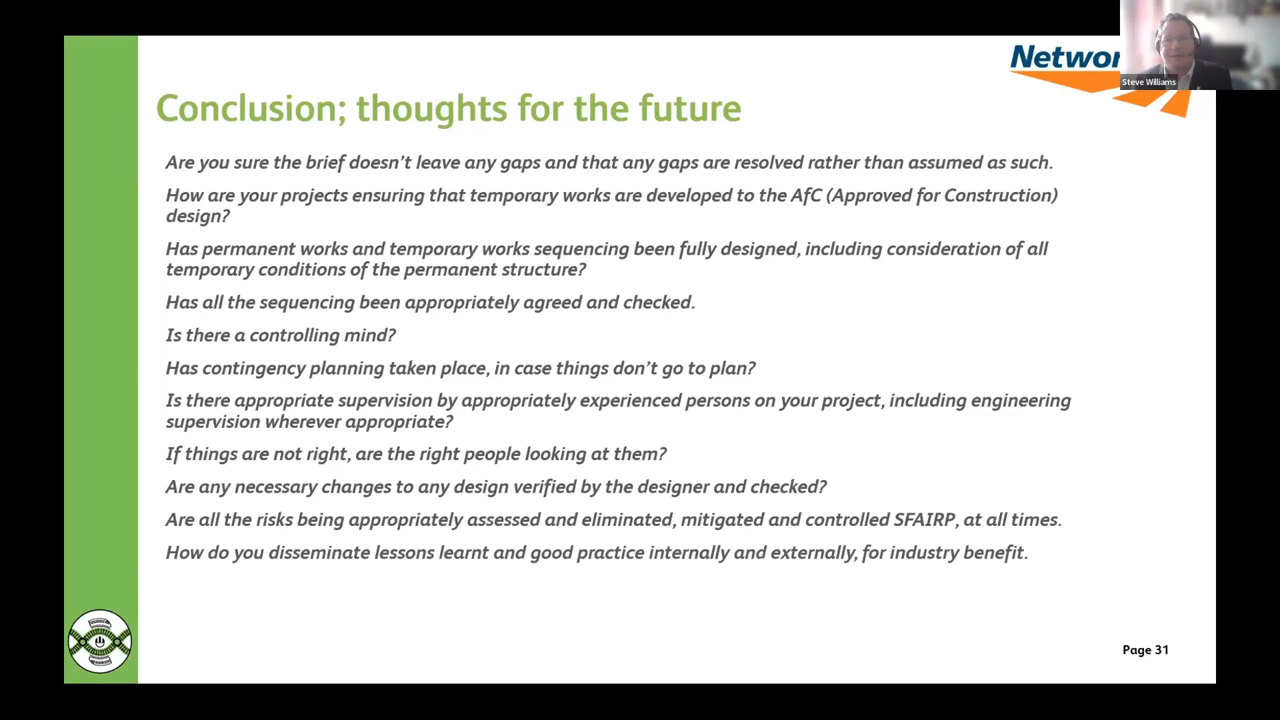 Networ
Steve Williams
Conclusion; thoughts for the future
Are you sure the brief doesn’t leave any gaps and that any gaps are resolved rather than assumed as such.
How are your projects ensuring that temporary works are developed to the AfC (Approved for Construction)
design?
Has permanent works and temporary works sequencing been fully designed, including consideration of all
temporary conditions of the permanent structure?
Has all the sequencing been appropriately agreed and checked.
Is there a controlling mind?
Has contingency planning taken place, in case things don’t go to plan?
Is there appropriate supervision by appropriately experienced persons on your project, including engineering
supervision wherever appropriate?
If things are not right, are the right people looking at them?
Are any necessary changes to any design verified by the designer and checked?
Are all the risks being appropriately assessed and eliminated, mitigated and controlled SFAIRP, at all times.
How do you disseminate lessons learnt and good practice internally and externally, for industry benefit.
Page 31